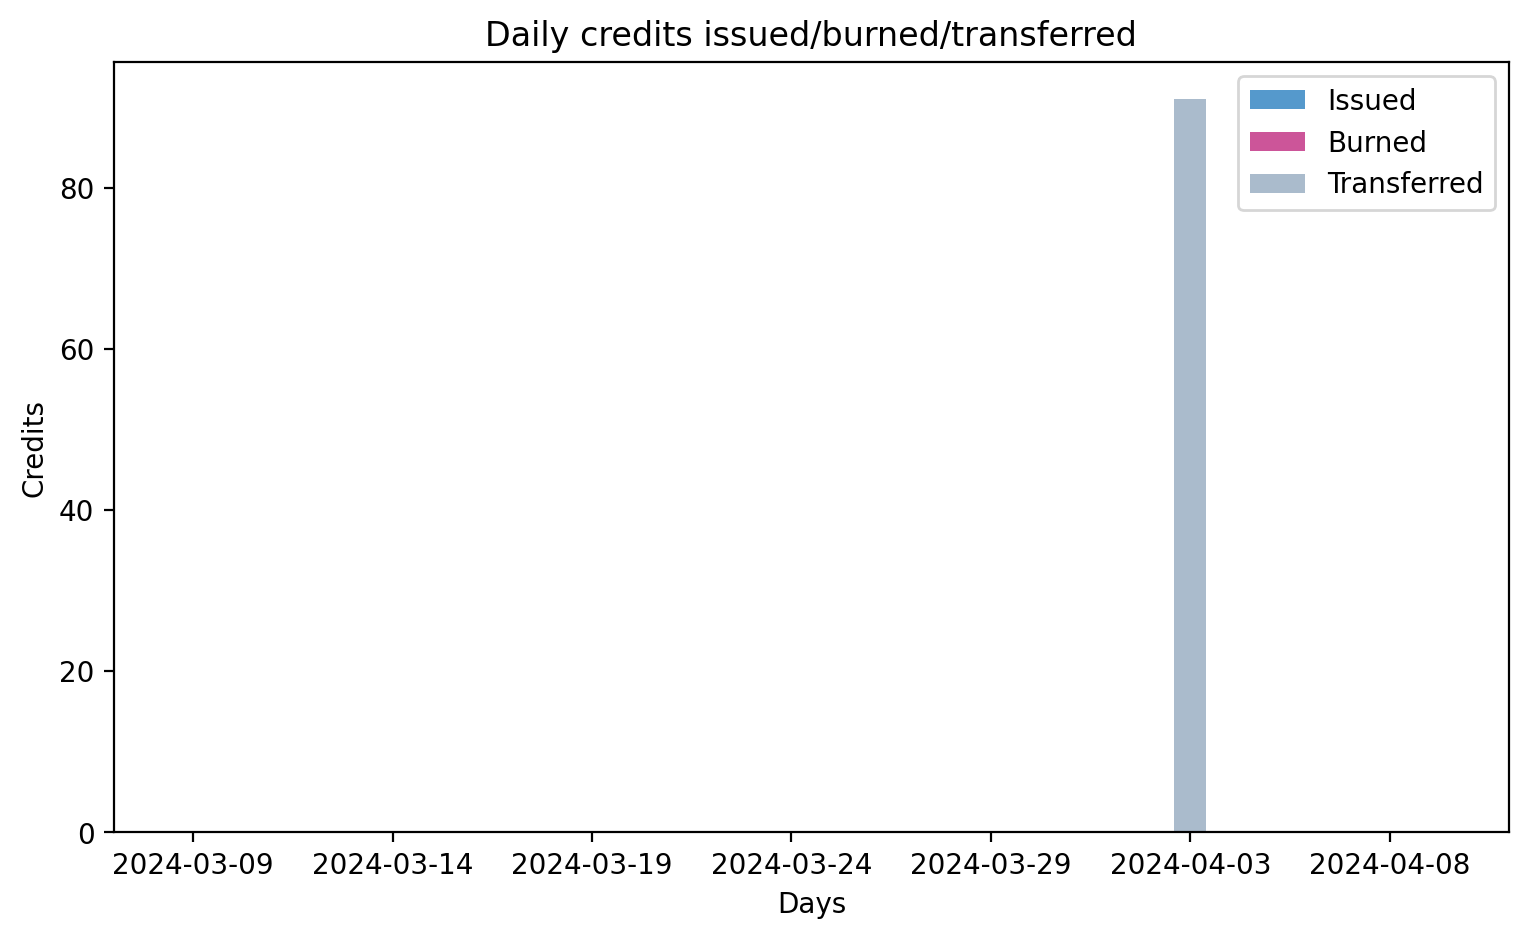 Daily credits issued/burned/transferred
Issued
Burned
Transferred
Credits
80
60
40
20
0
2024-03-09 2024-03-14 2024-03-19 2024-03-24 2024-03-29 2024-04-03 2024-04-08
Days